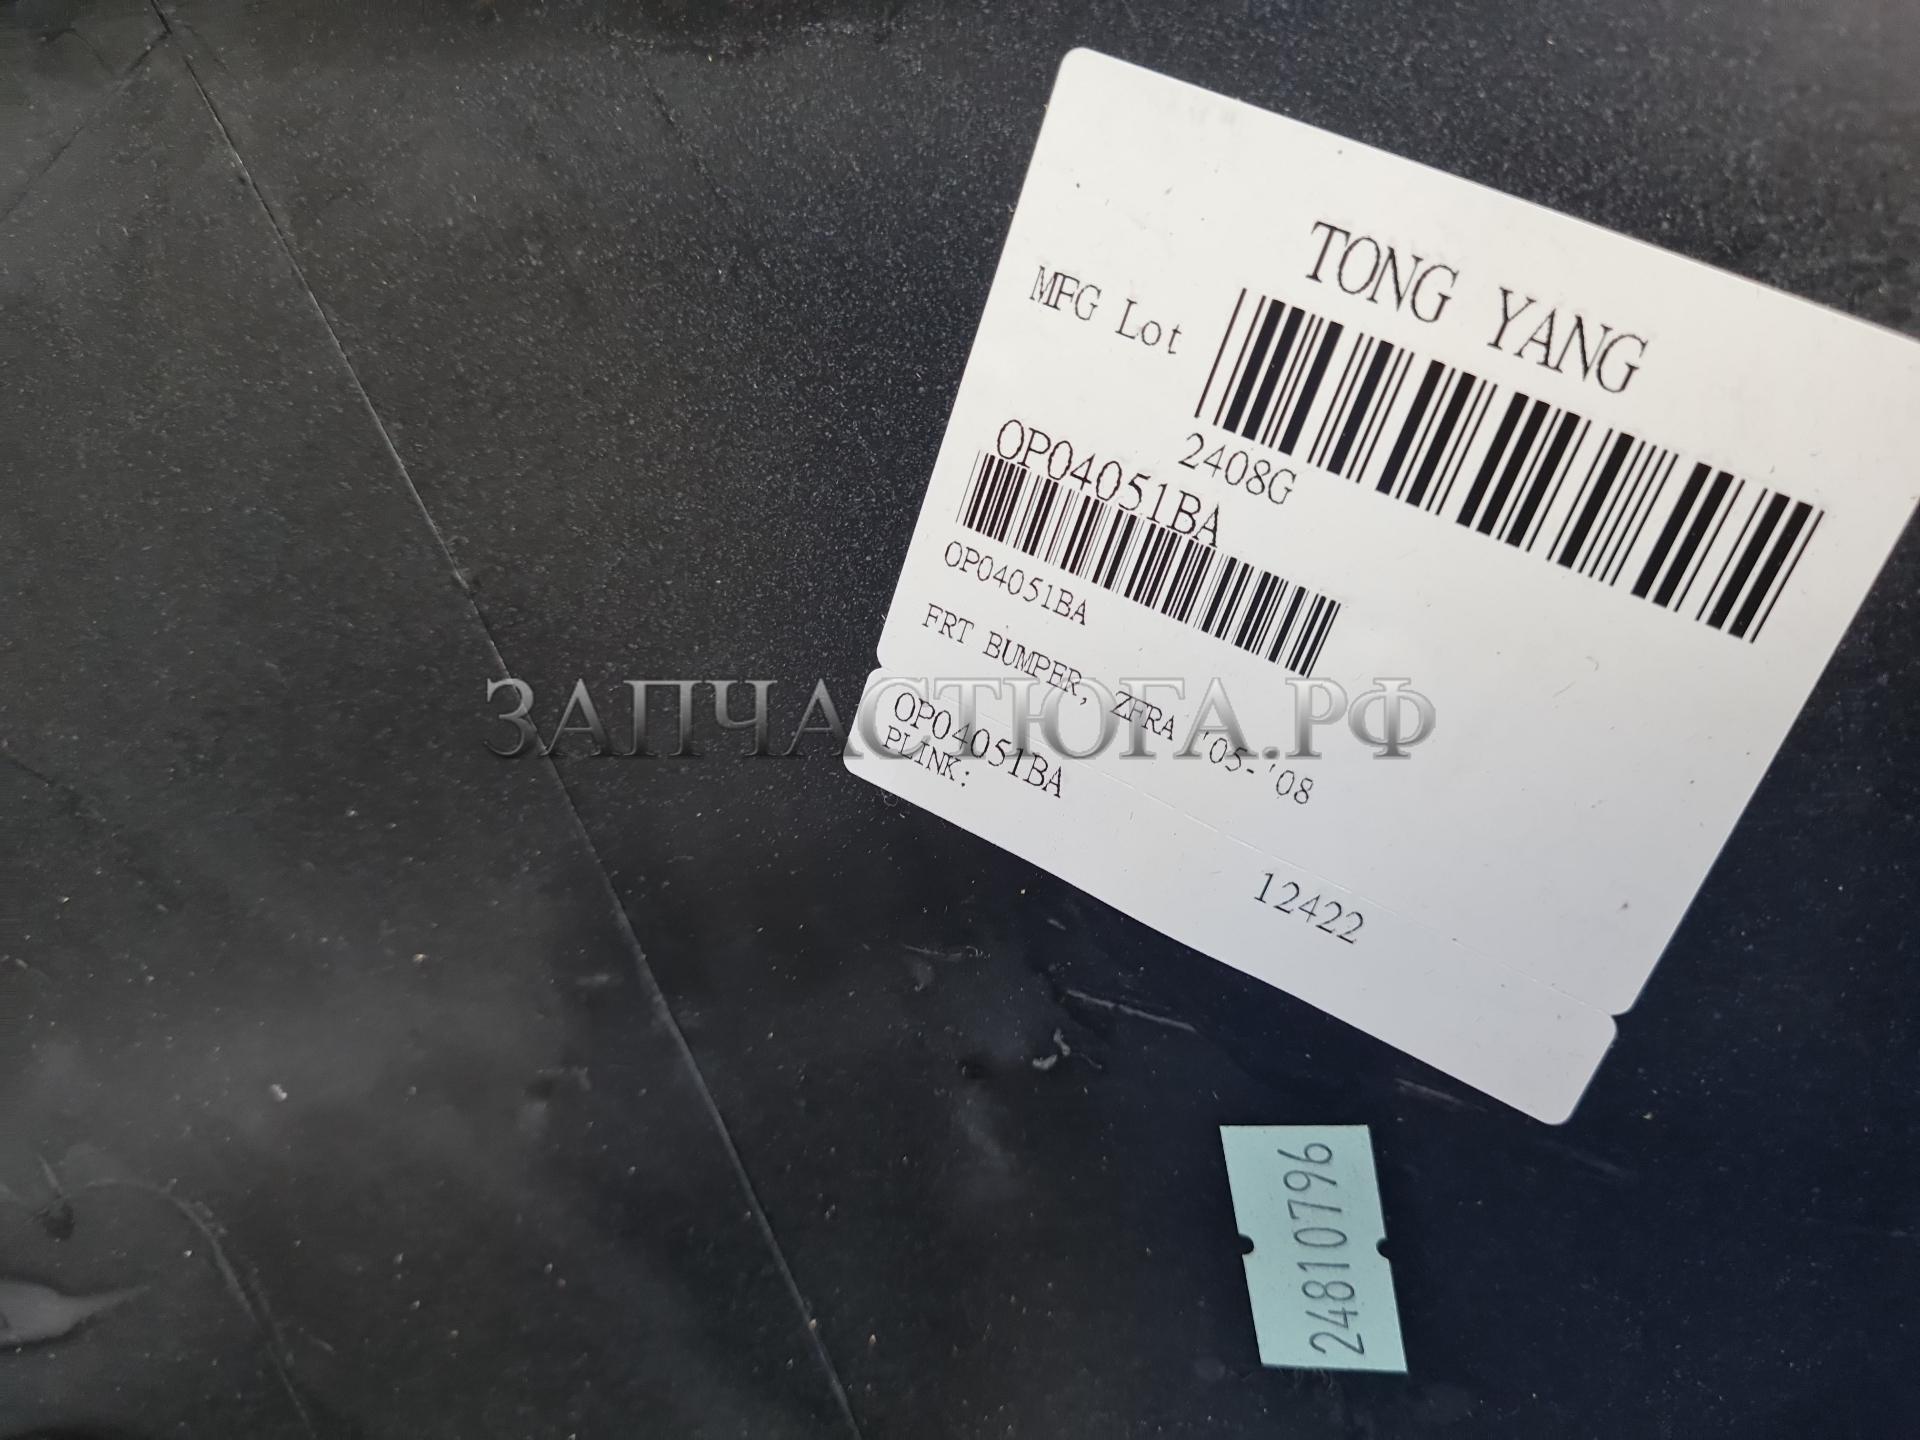 TONG YANG
MFG Lot
2408G
OP04051BA
OP04051BA
FRT BUMPER, ZFRA '05-'08
OP04051BA
PLINK:
12422
ЗАПЧАСТЮГА.РФ
24810796